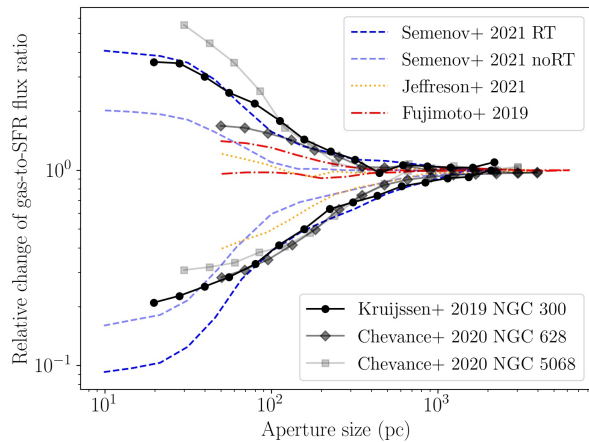 Semenov+ 2021 RT
Semenov+ 2021 noRT
Jeffreson+ 2021
Fujimoto+ 2019
Relative change of gas-to-SFR flux ratio
10⁰
10⁻¹
Kruijssen+ 2019 NGC 300
Chevance+ 2020 NGC 628
Chevance+ 2020 NGC 5068
10¹ 10² 10³
Aperture size (pc)